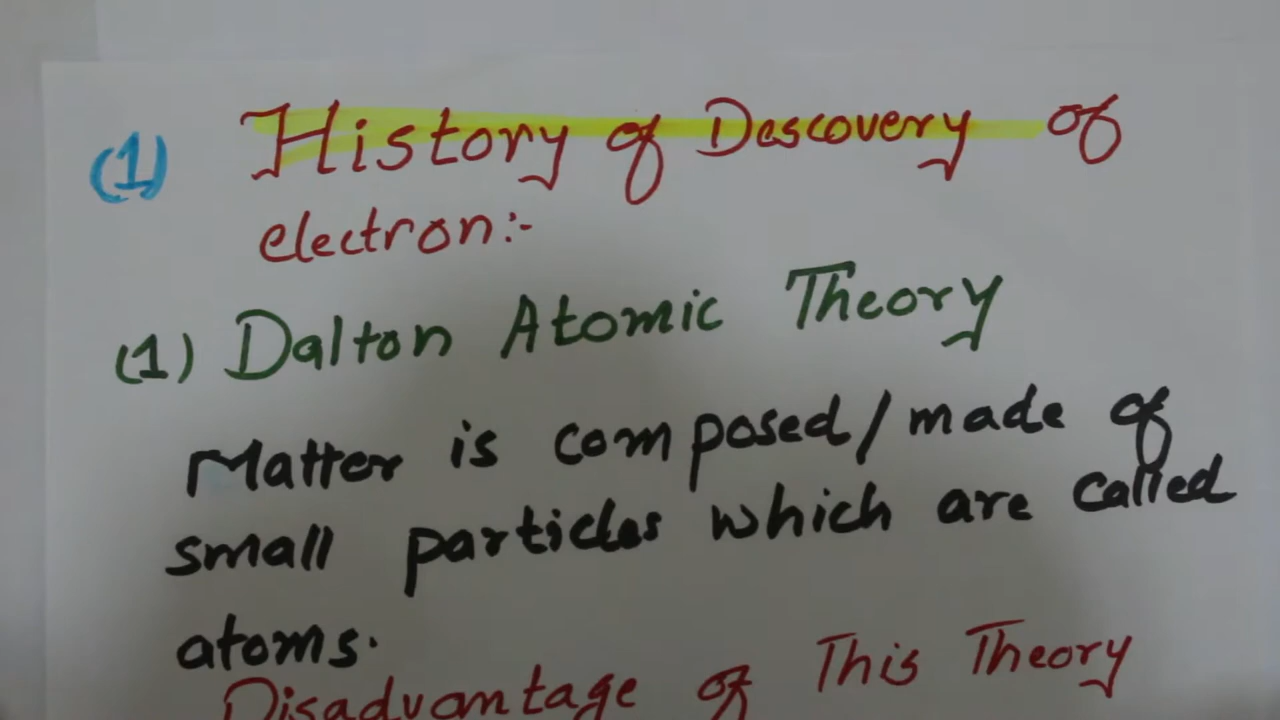 (1) History of Descovery of
electron:-
(1) Dalton Atomic Theory
Matter is composed/made of
small particles which are called
atoms.
Disadvantage of This Theory